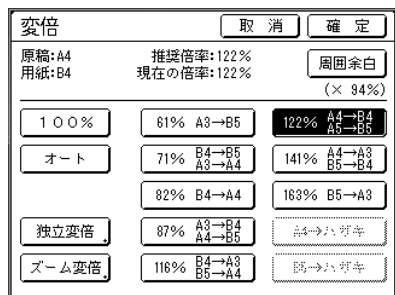 変倍
取 消
確 定
原稿:A4
用紙:B4
推奨倍率:122%
現在の倍率:122%
周囲余白
(× 94%)
100%
61% A3→B5
122% A4→B4
A5→B5
オート
71% B4→B5
A3→A4
141% A4→A3
B5→B4
82% B4→A4
163% B5→A3
独立変倍
87% A3→B4
A4→B5
A4→ハガキ
ズーム変倍
116% B4→A3
B5→A4
B5→ハガキ